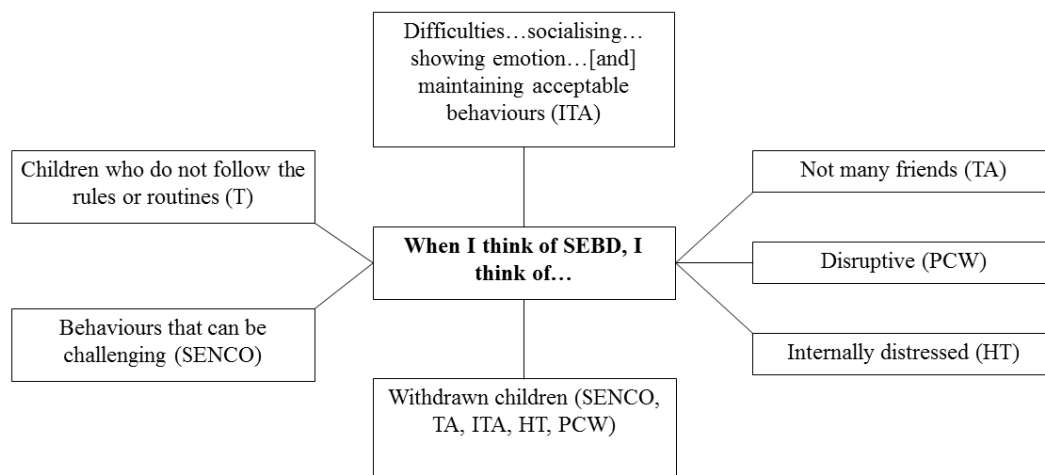 Difficulties…socialising…
showing emotion…[and]
maintaining acceptable
behaviours (ITA)
Children who do not follow the
rules or routines (T)
Not many friends (TA)
When I think of SEBD, I
think of…
Disruptive (PCW)
Behaviours that can be
challenging (SENCO)
Internally distressed (HT)
Withdrawn children (SENCO,
TA, ITA, HT, PCW)